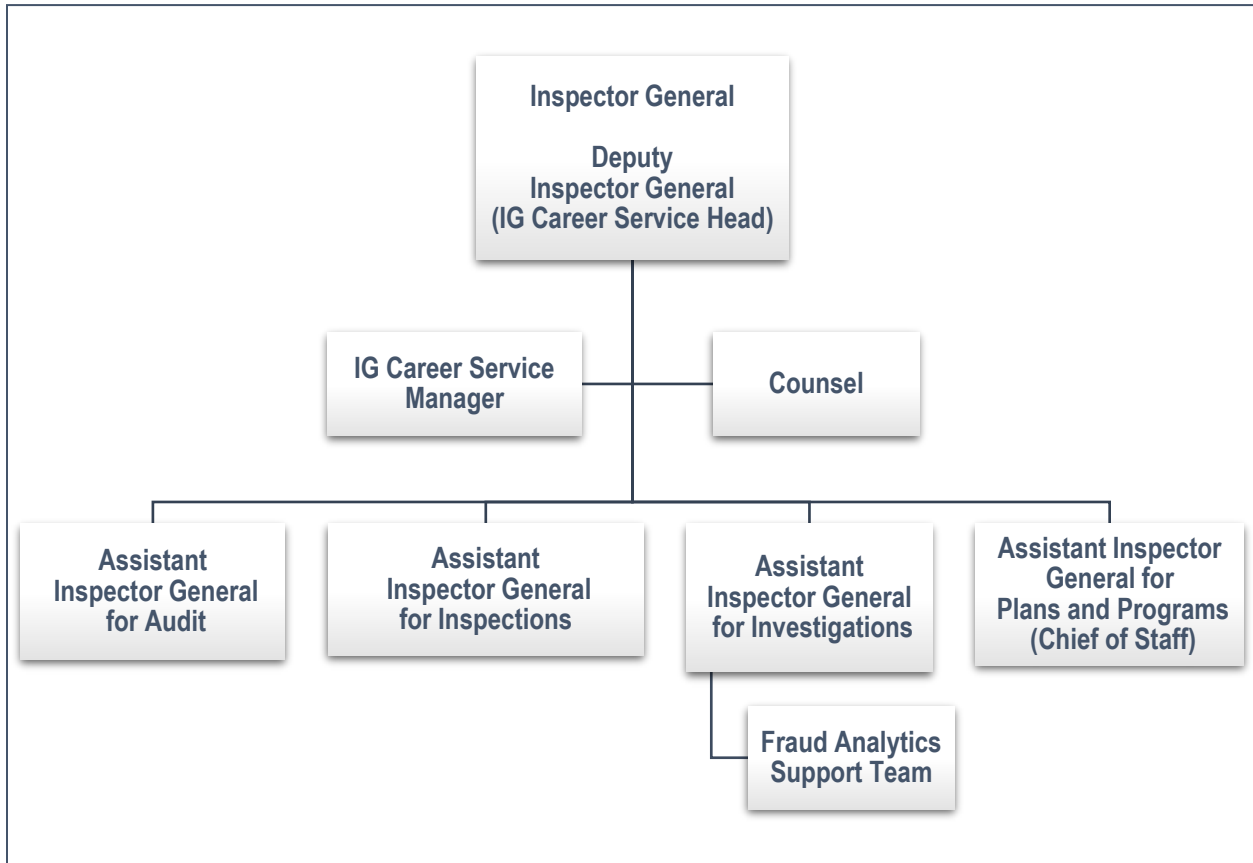 Inspector General
Deputy
Inspector General
(IG Career Service Head)
IG Career Service
Manager
Counsel
Assistant
Inspector General
for Audit
Assistant
Inspector General
for Inspections
Assistant
Inspector General
for Investigations
Assistant Inspector
General for
Plans and Programs
(Chief of Staff)
Fraud Analytics
Support Team